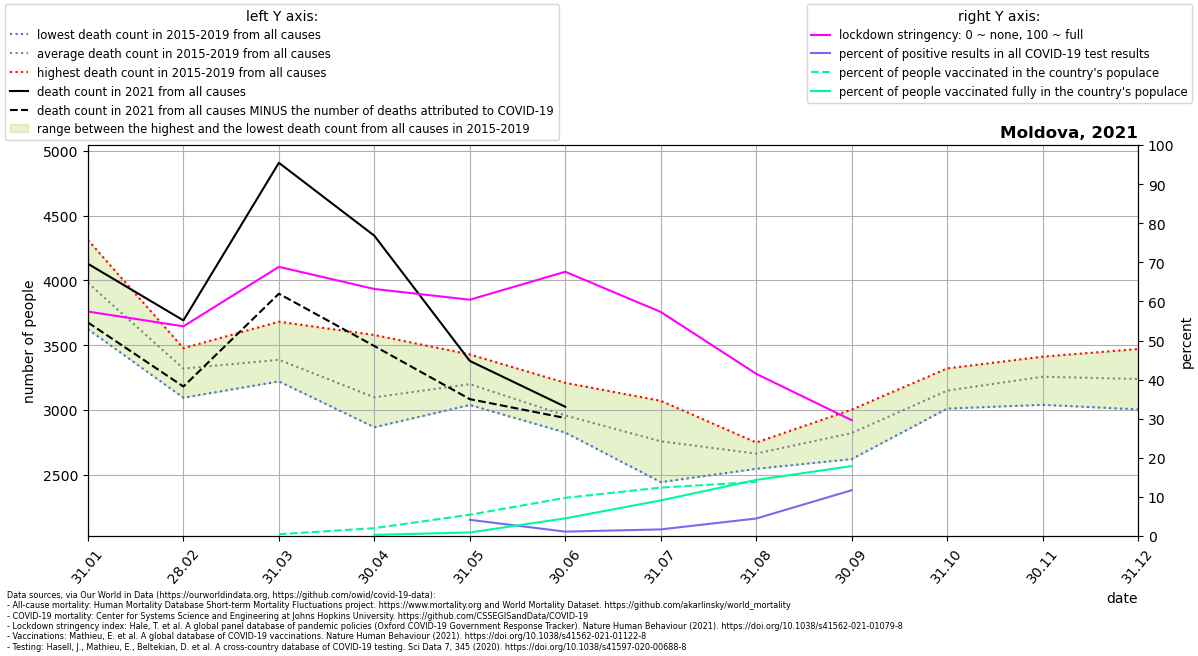 left Y axis:
lowest death count in 2015-2019 from all causes
average death count in 2015-2019 from all causes
highest death count in 2015-2019 from all causes
death count in 2021 from all causes
death count in 2021 from all causes MINUS the number of deaths attributed to COVID-19
range between the highest and the lowest death count from all causes in 2015-2019
right Y axis:
lockdown stringency: 0 ~ none, 100 ~ full
percent of positive results in all COVID-19 test results
percent of people vaccinated in the country's populace
percent of people vaccinated fully in the country's populace
Moldova, 2021
number of people
5000
4500
4000
3500
3000
2500
100
90
80
70
60
50
40
30
20
10
0
percent
31.01
28.02
31.03
30.04
31.05
30.06
31.07
31.08
30.09
31.10
30.11
31.12
date
Data sources, via Our World in Data (https://ourworldindata.org, https://github.com/owid/covid-19-data):
- All-cause mortality: Human Mortality Database Short-term Mortality Fluctuations project. https://www.mortality.org and World Mortality Dataset. https://github.com/akarlinsky/world_mortality
- COVID-19 mortality: Center for Systems Science and Engineering at Johns Hopkins University. https://github.com/CSSEGISandData/COVID-19
- Lockdown stringency index: Hale, T. et al. A global panel database of pandemic policies (Oxford COVID-19 Government Response Tracker). Nature Human Behaviour (2021). https://doi.org/10.1038/s41562-021-01079-8
- Vaccinations: Mathieu, E. et al. A global database of COVID-19 vaccinations. Nature Human Behaviour (2021). https://doi.org/10.1038/s41562-021-01122-8
- Testing: Hasell, J., Mathieu, E., Beltekian, D. et al. A cross-country database of COVID-19 testing. Sci Data 7, 345 (2020). https://doi.org/10.1038/s41597-020-00688-8